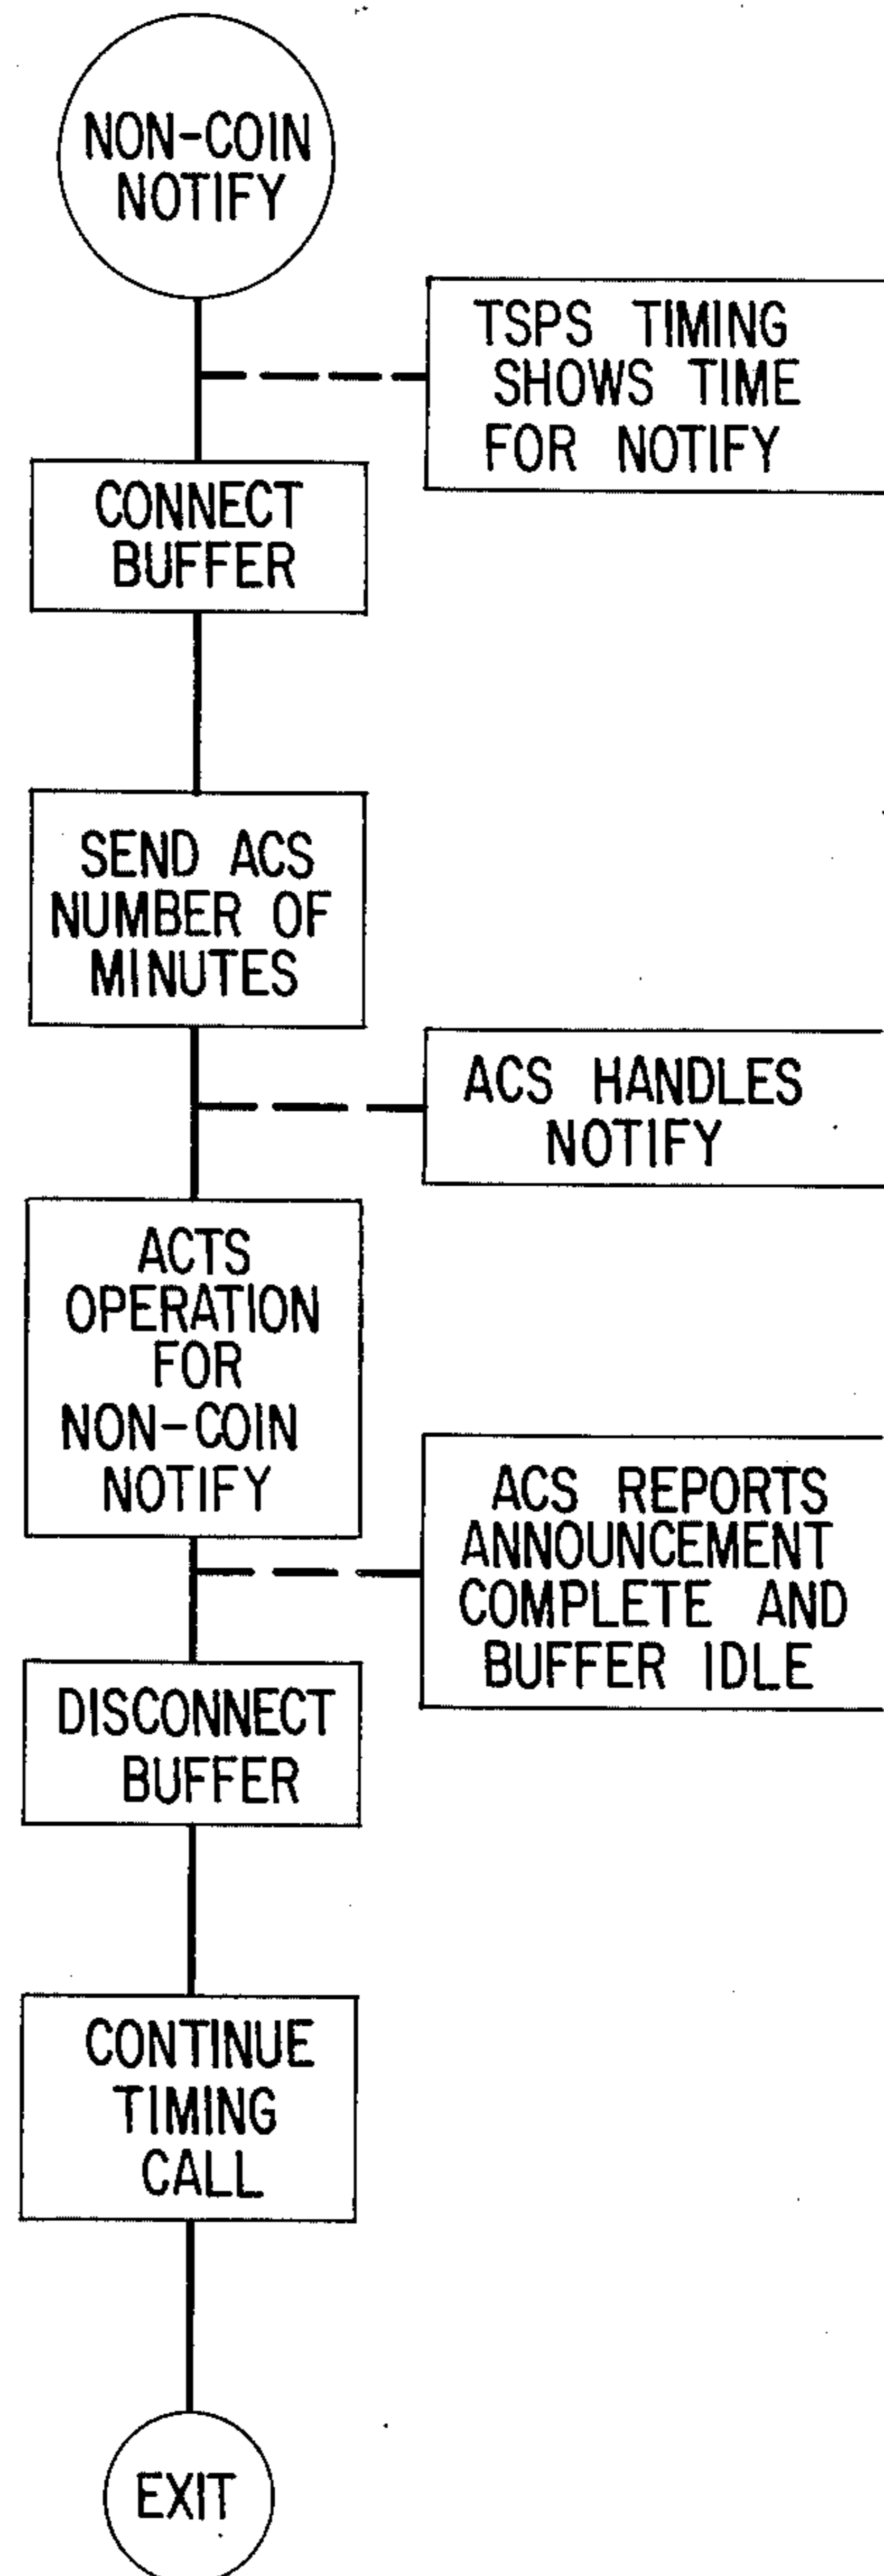 NON-COIN
NOTIFY
TSPS TIMING
SHOWS TIME
FOR NOTIFY
CONNECT
BUFFER
SEND ACS
NUMBER OF
MINUTES
ACS HANDLES
NOTIFY
ACTS
OPERATION
FOR
NON-COIN
NOTIFY
ACS REPORTS
ANNOUNCEMENT
COMPLETE AND
BUFFER IDLE
DISCONNECT
BUFFER
CONTINUE
TIMING
CALL
EXIT